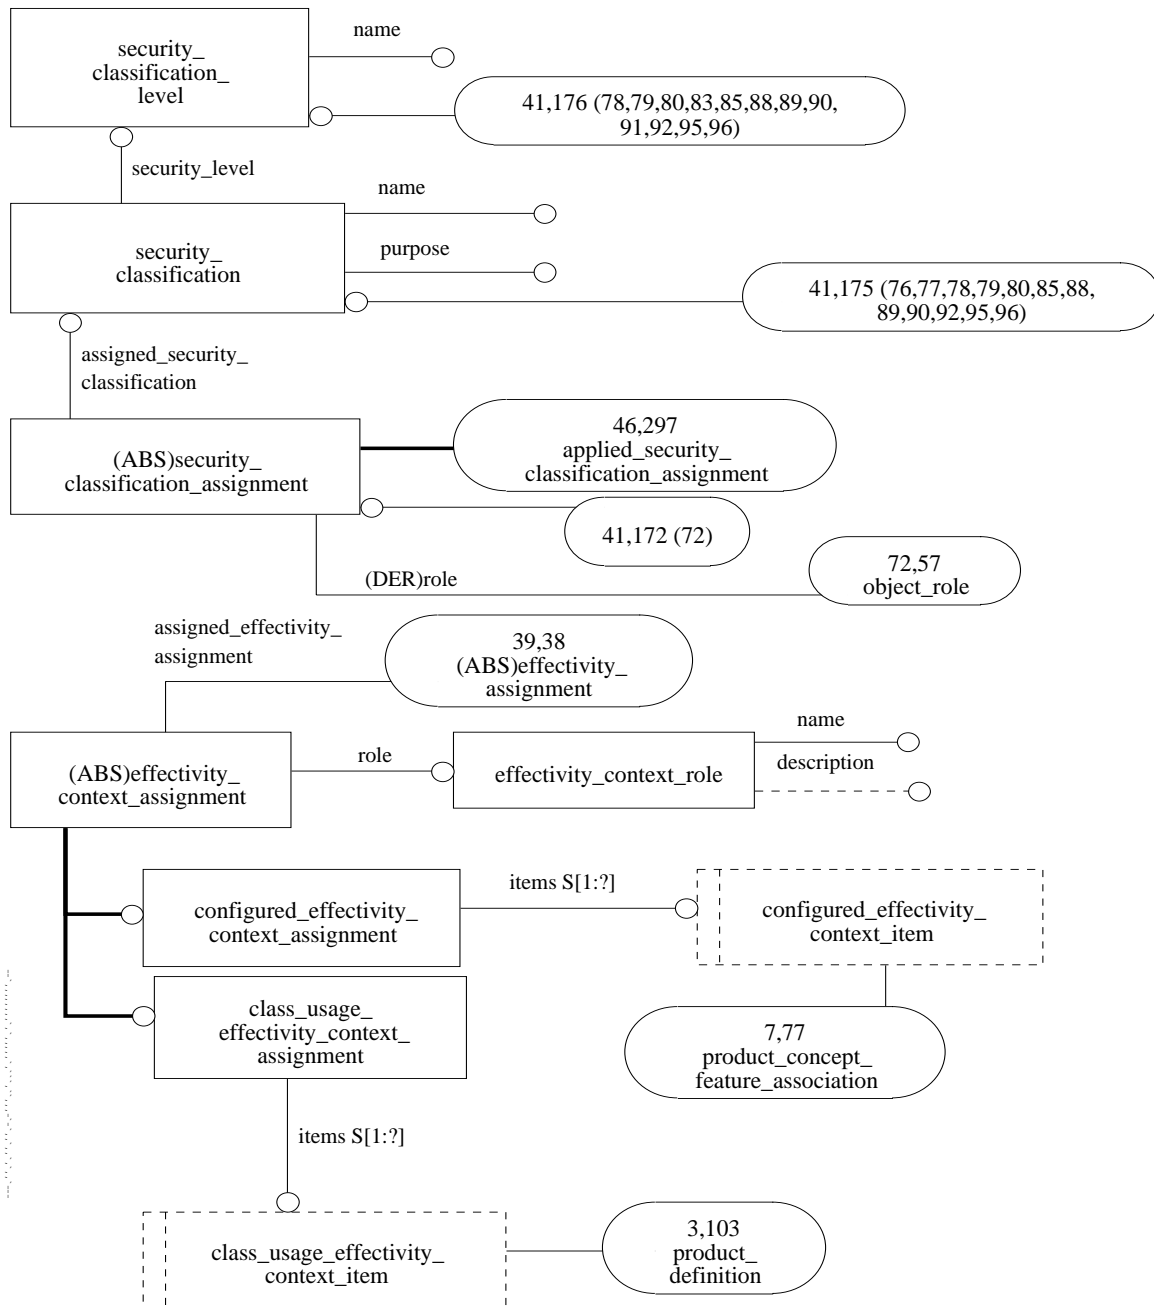 name
security_
classification_
level
41,176 (78,79,80,83,85,88,89,90,
91,92,95,96)
security_level
name
security_
classification
purpose
41,175 (76,77,78,79,80,85,88,
89,90,92,95,96)
assigned_security_
classification
(ABS)security_
classification_assignment
46,297
applied_security_
classification_assignment
41,172 (72)
(DER)role
72,57
object_role
assigned_effectivity_
assignment
39,38
(ABS)effectivity_
assignment
(ABS)effectivity_
context_assignment
role
effectivity_context_role
name
description
configured_effectivity_
context_assignment
items S[1:?]
configured_effectivity_
context_item
class_usage_
effectivity_context_
assignment
7,77
product_concept_
feature_association
items S[1:?]
class_usage_effectivity_
context_item
3,103
product_
definition